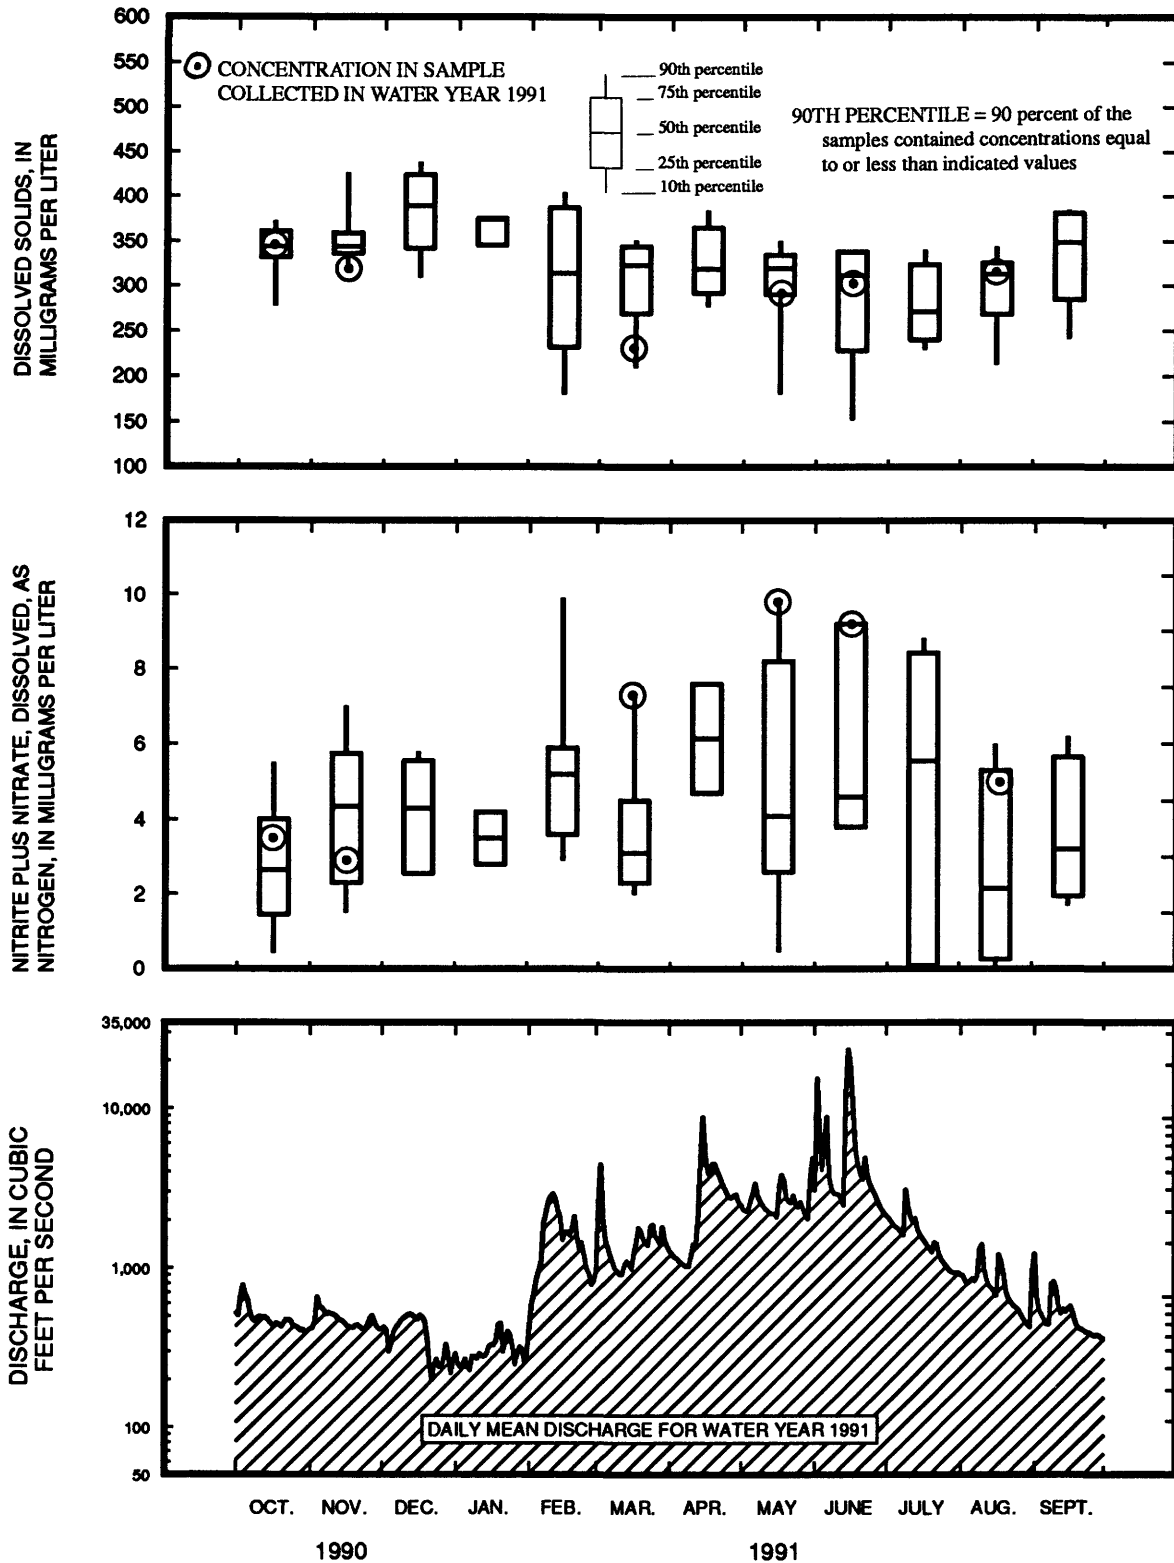 600
550
500
450
400
350
300
250
200
150
100
DISSOLVED SOLIDS, IN
MILLIGRAMS PER LITER
CONCENTRATION IN SAMPLE
COLLECTED IN WATER YEAR 1991
90th percentile
75th percentile
50th percentile
25th percentile
10th percentile
90TH PERCENTILE = 90 percent of the
samples contained concentrations equal
to or less than indicated values
12
10
8
6
4
2
0
NITRITE PLUS NITRATE, DISSOLVED, AS
NITROGEN, IN MILLIGRAMS PER LITER
35,000
10,000
1,000
100
50
DISCHARGE, IN CUBIC
FEET PER SECOND
DAILY MEAN DISCHARGE FOR WATER YEAR 1991
OCT. NOV. DEC. JAN. FEB. MAR. APR. MAY JUNE JULY AUG. SEPT.
1990 1991